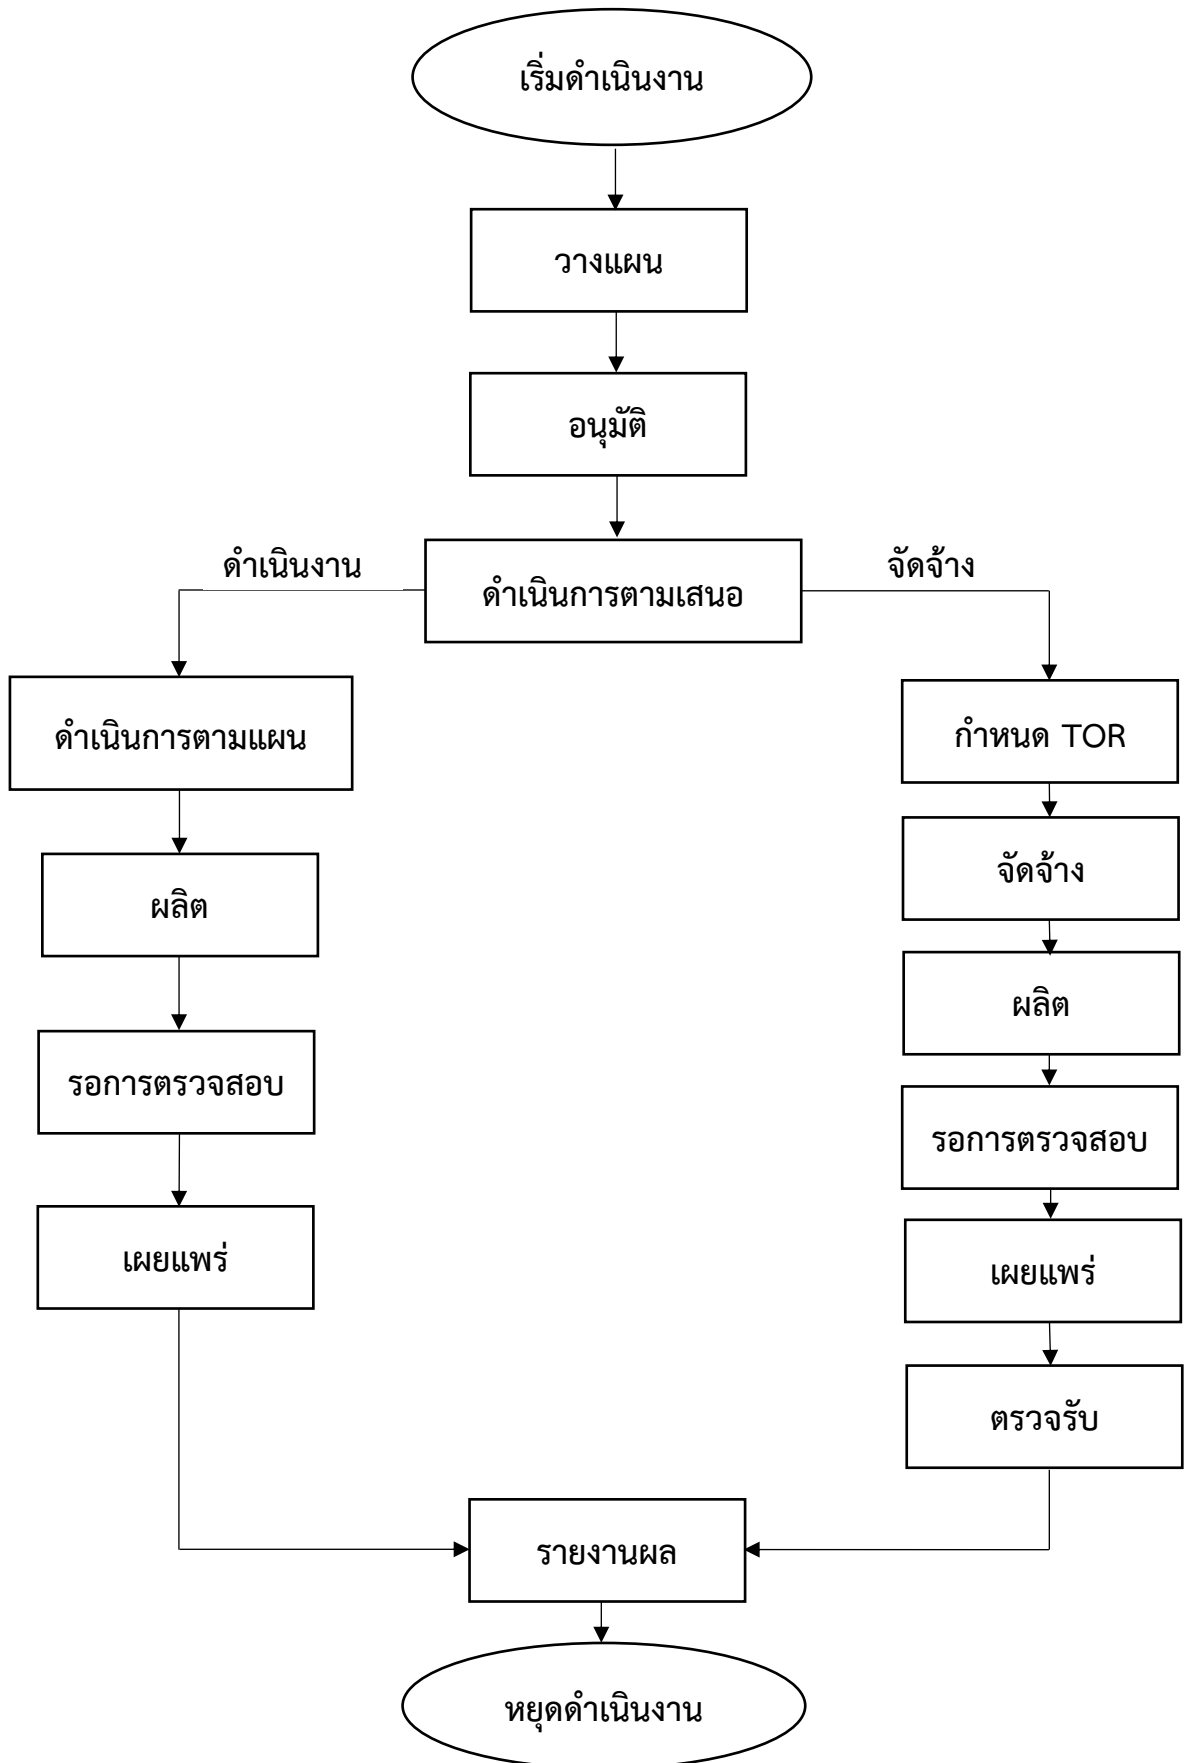 เริ่มดำเนินงาน
วางแผน
อนุมัติ
ดำเนินงาน
จัดจ้าง
ดำเนินการตามเสนอ
ดำเนินการตามแผน
ผลิต
รอการตรวจสอบ
เผยแพร่
กำหนด TOR
จัดจ้าง
ผลิต
รอการตรวจสอบ
เผยแพร่
ตรวจรับ
รายงานผล
หยุดดำเนินงาน